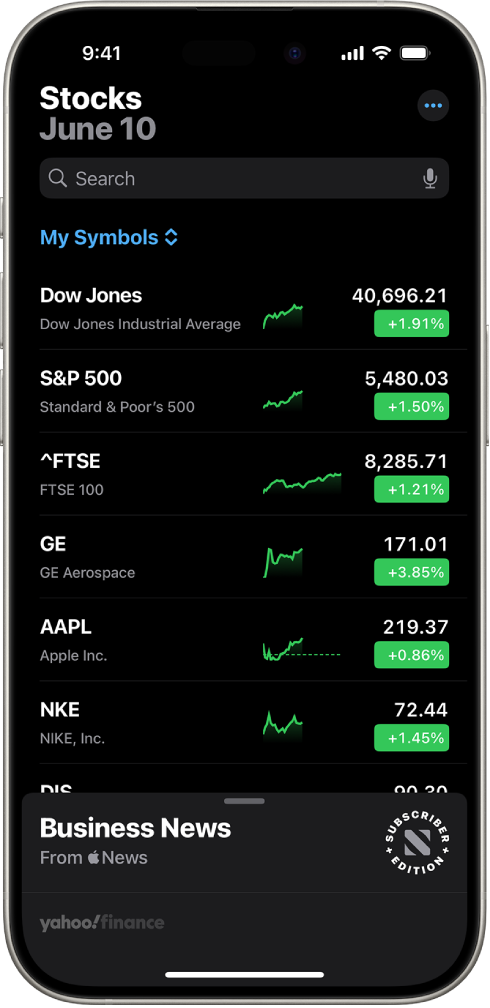 9:41
Stocks
June 10
Search
My Symbols
Dow Jones 40,696.21
Dow Jones Industrial Average +1.91%
S&P 500 5,480.03
Standard & Poor's 500 +1.50%
^FTSE 8,285.71
FTSE 100 +1.21%
GE 171.01
GE Aerospace +3.85%
AAPL 219.37
Apple Inc. +0.86%
NKE 72.44
NIKE, Inc. +1.45%
DIS 90.30
Business News
From News
SUBSCRIBER EDITION
yahoo!finance